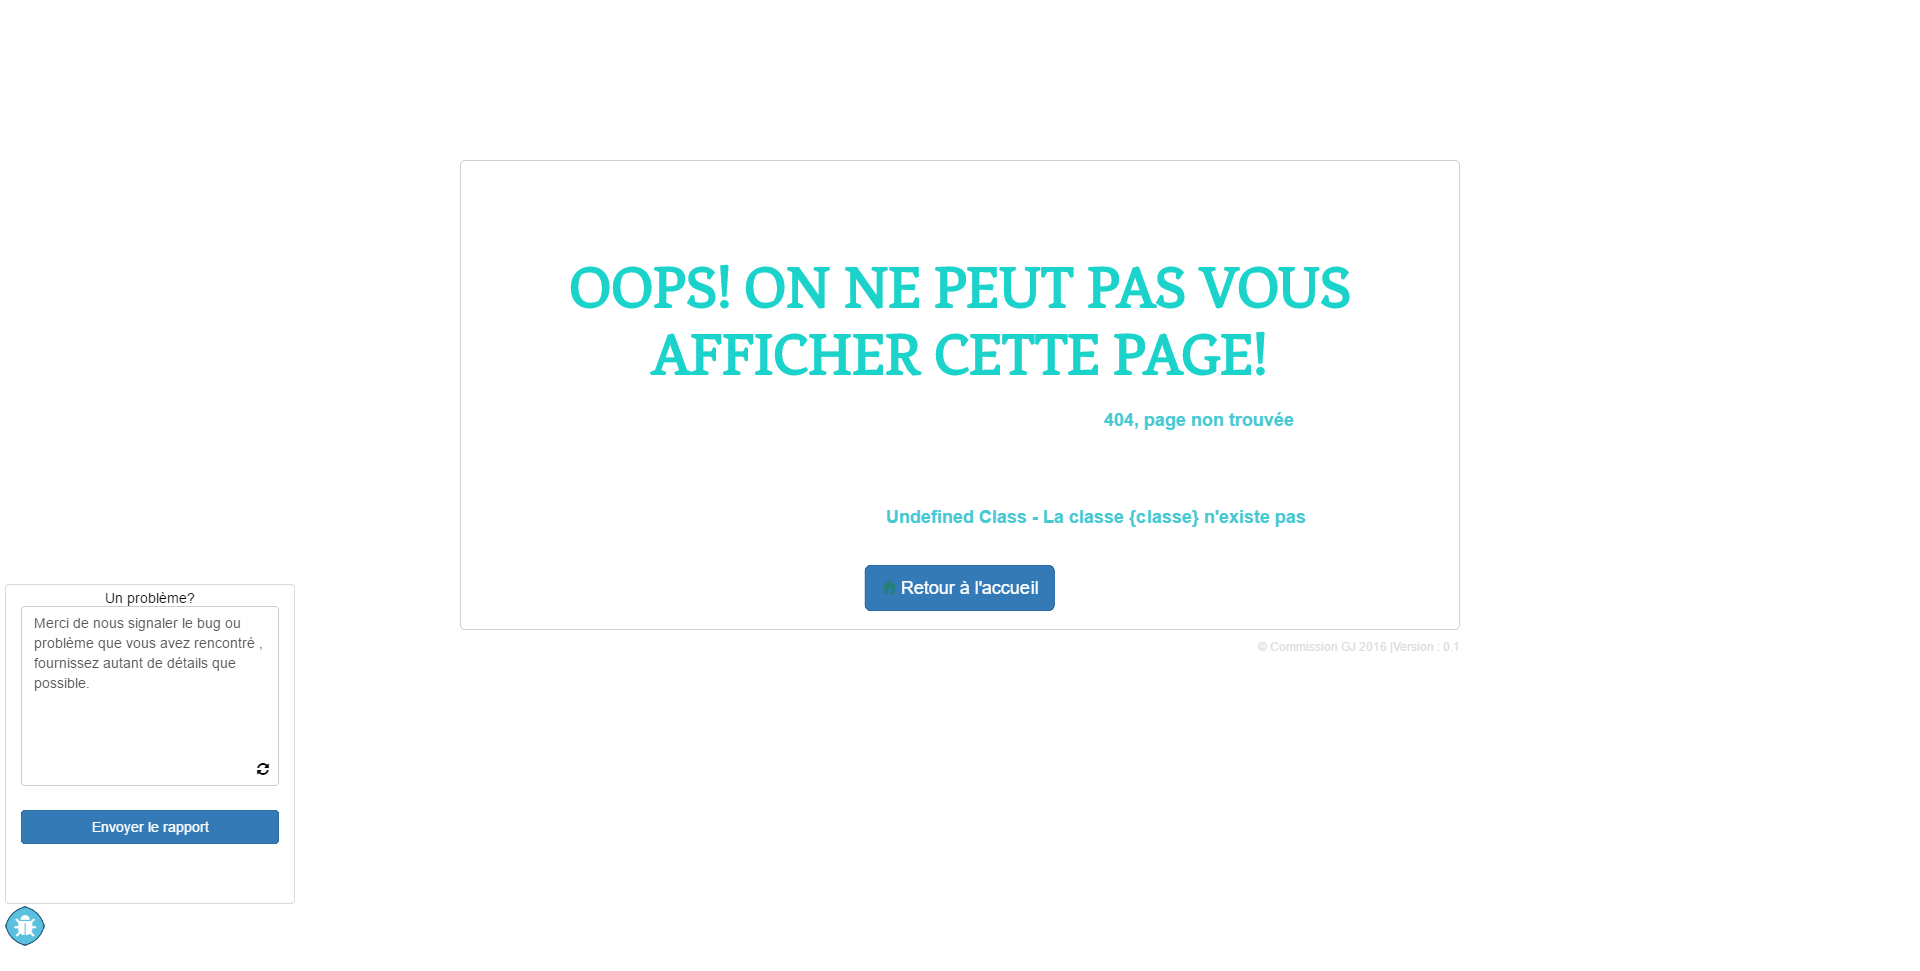 OOPS! ON NE PEUT PAS VOUS
AFFICHER CETTE PAGE!
404, page non trouvée
Undefined Class - La classe {classe} n'existe pas
Retour à l'accueil
© Commission GJ 2016 |Version : 0.1
Un problème?
Merci de nous signaler le bug ou
problème que vous avez rencontré ,
fournissez autant de détails que
possible.
Envoyer le rapport